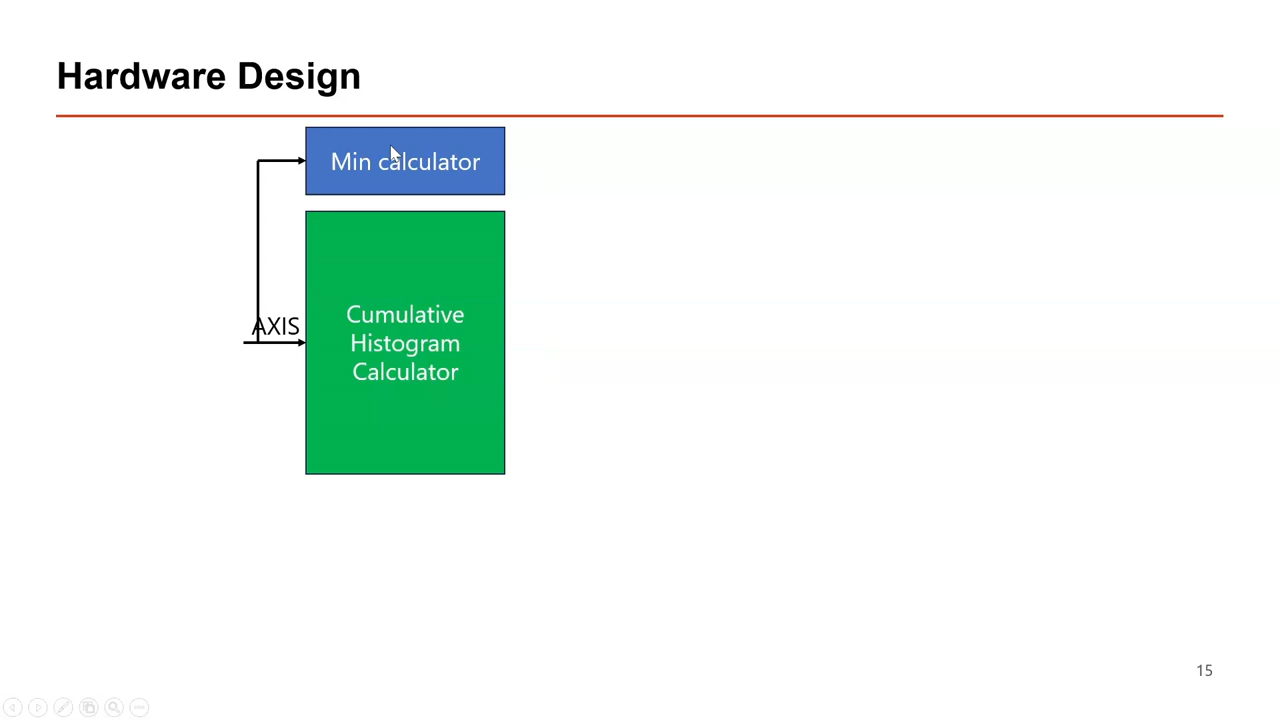 Hardware Design
Min calculator
AXIS
Cumulative
Histogram
Calculator
15